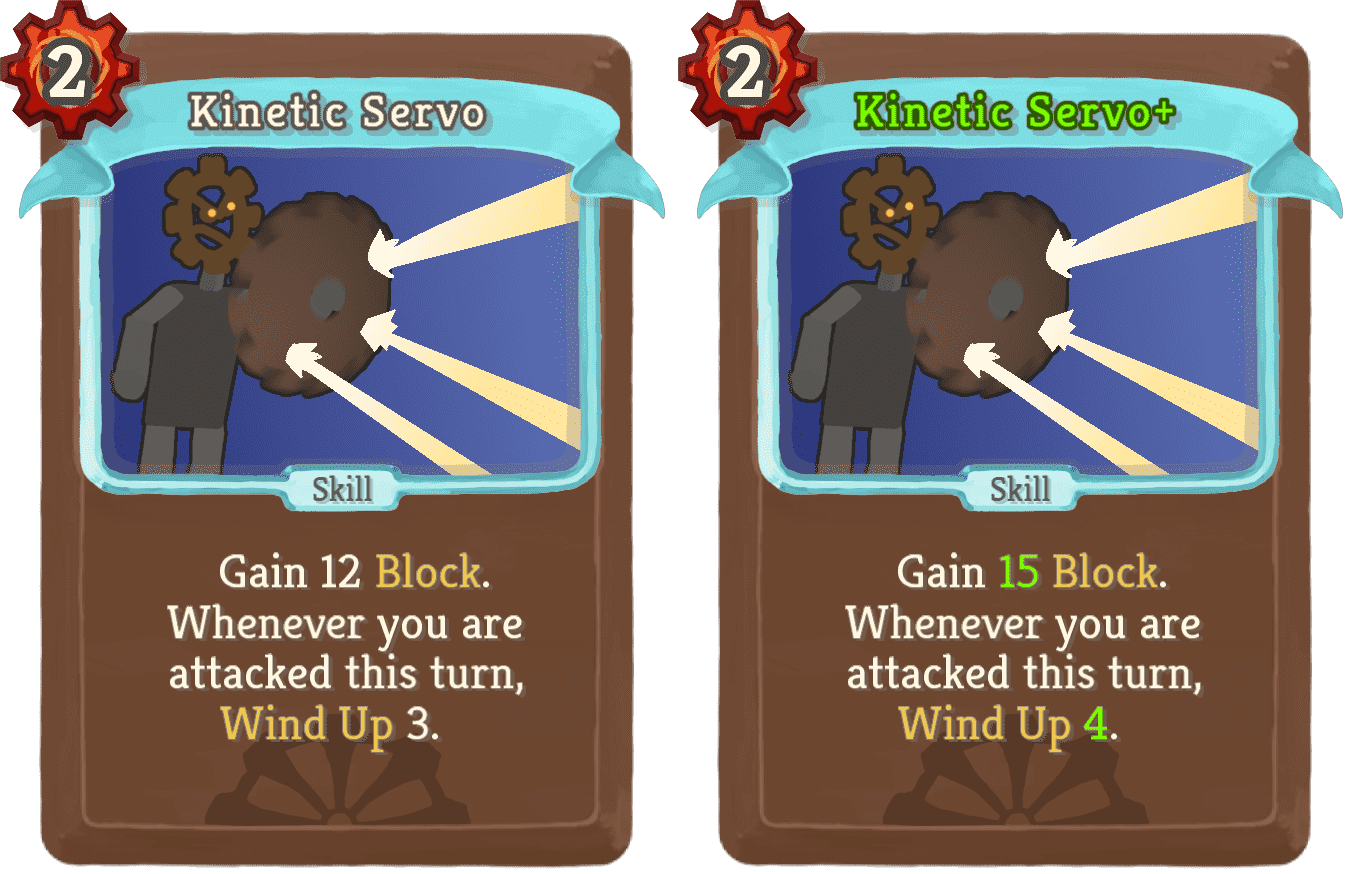 2
Kinetic Servo
Skill
Gain 12 Block.
Whenever you are
attacked this turn,
Wind Up 3.
2
Kinetic Servo+
Skill
Gain 15 Block.
Whenever you are
attacked this turn,
Wind Up 4.